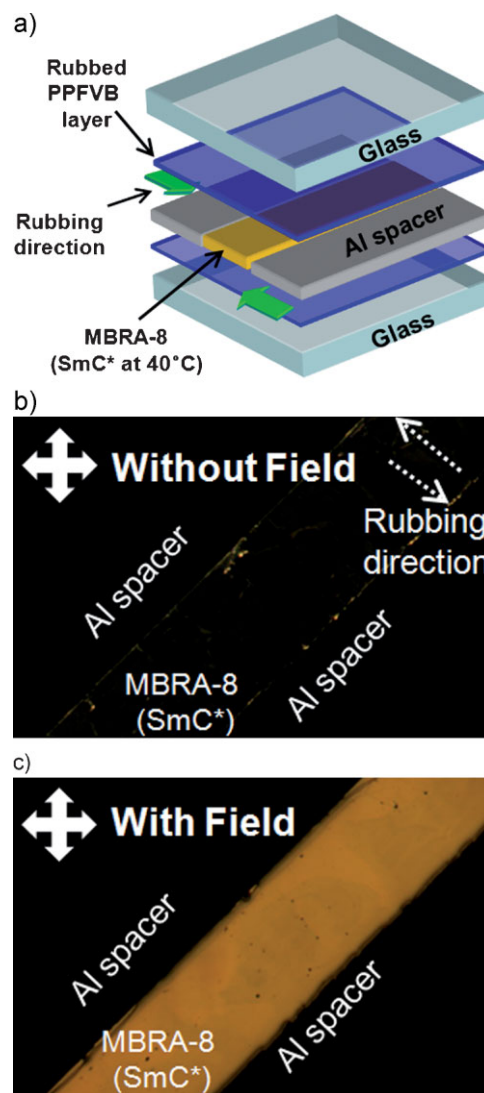 a)
Rubbed
PPFVB
layer
Glass
Rubbing
direction
Al spacer
MBRA-8
(SmC* at 40°C)
Glass
b)
Without Field
Rubbing
direction
Al spacer
Al spacer
MBRA-8
(SmC*)
c)
With Field
Al spacer
Al spacer
MBRA-8
(SmC*)